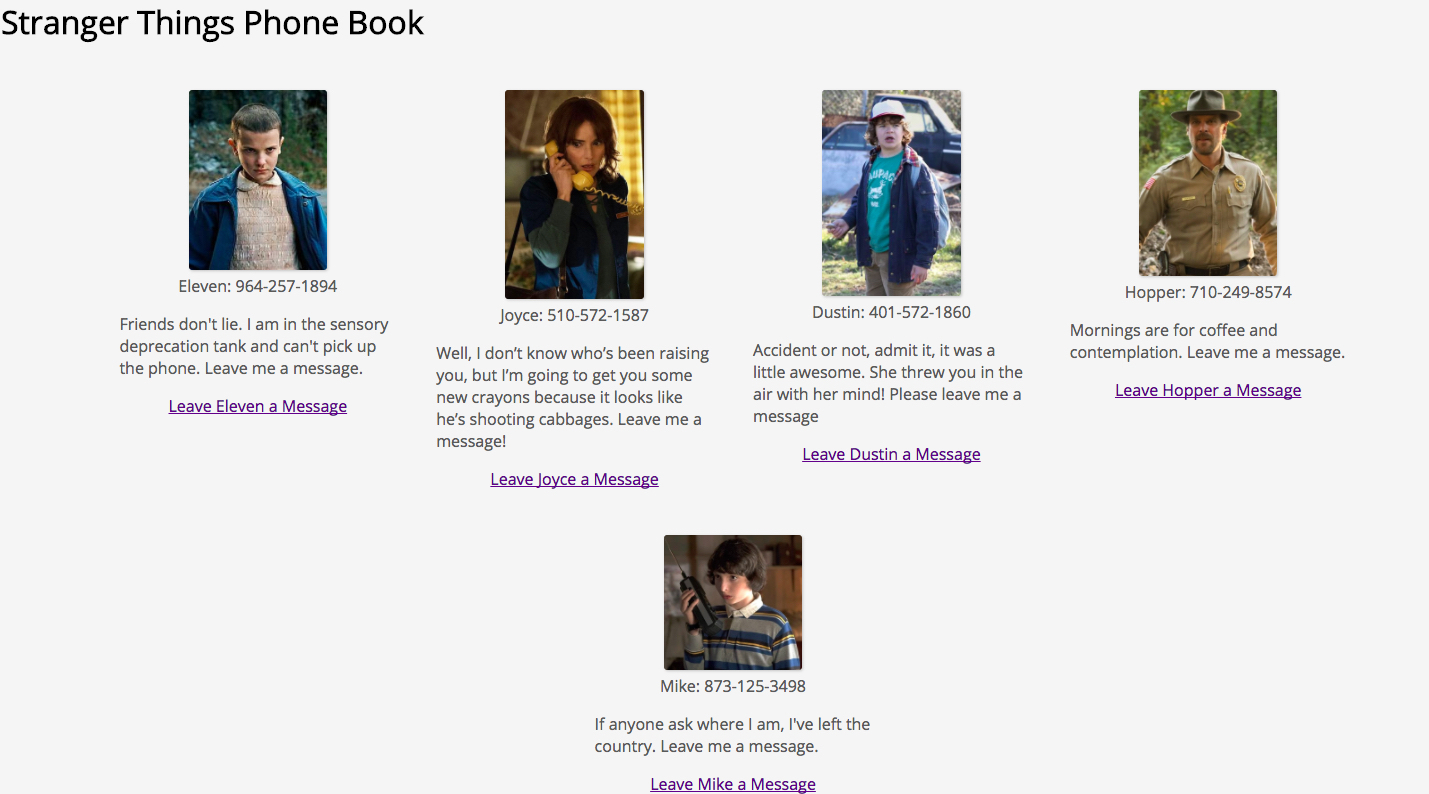 Stranger Things Phone Book
Eleven: 964-257-1894
Friends don't lie. I am in the sensory
deprecation tank and can't pick up
the phone. Leave me a message.
Leave Eleven a Message
Joyce: 510-572-1587
Well, I don’t know who’s been raising
you, but I’m going to get you some
new crayons because it looks like
he’s shooting cabbages. Leave me a
message!
Leave Joyce a Message
Dustin: 401-572-1860
Accident or not, admit it, it was a
little awesome. She threw you in the
air with her mind! Please leave me a
message
Leave Dustin a Message
Hopper: 710-249-8574
Mornings are for coffee and
contemplation. Leave me a message.
Leave Hopper a Message
Mike: 873-125-3498
If anyone ask where I am, I've left the
country. Leave me a message.
Leave Mike a Message